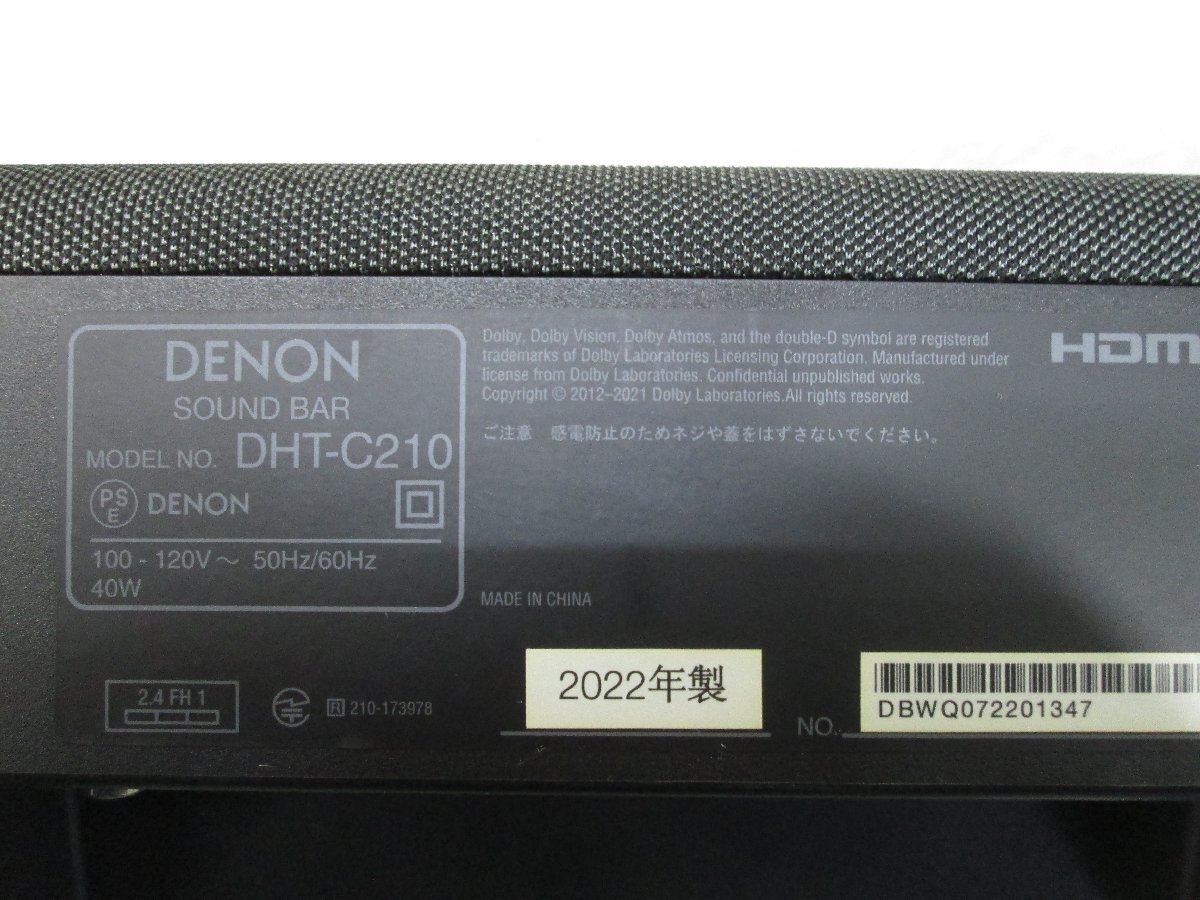 DENON
SOUND BAR
MODEL NO. DHT-C210
PS E DENON
100 - 120V～ 50Hz/60Hz
40W
Dolby, Dolby Vision, Dolby Atmos, and the double-D symbol are registered
trademarks of Dolby Laboratories Licensing Corporation. Manufactured under
license from Dolby Laboratories. Confidential unpublished works.
Copyright © 2012–2021 Dolby Laboratories.All rights reserved.
HDMI
ご注意 感電防止のためネジや蓋をはずさないでください。
MADE IN CHINA
2.4 FH 1
R 210-173978
2022年製
NO.
DBWQ072201347